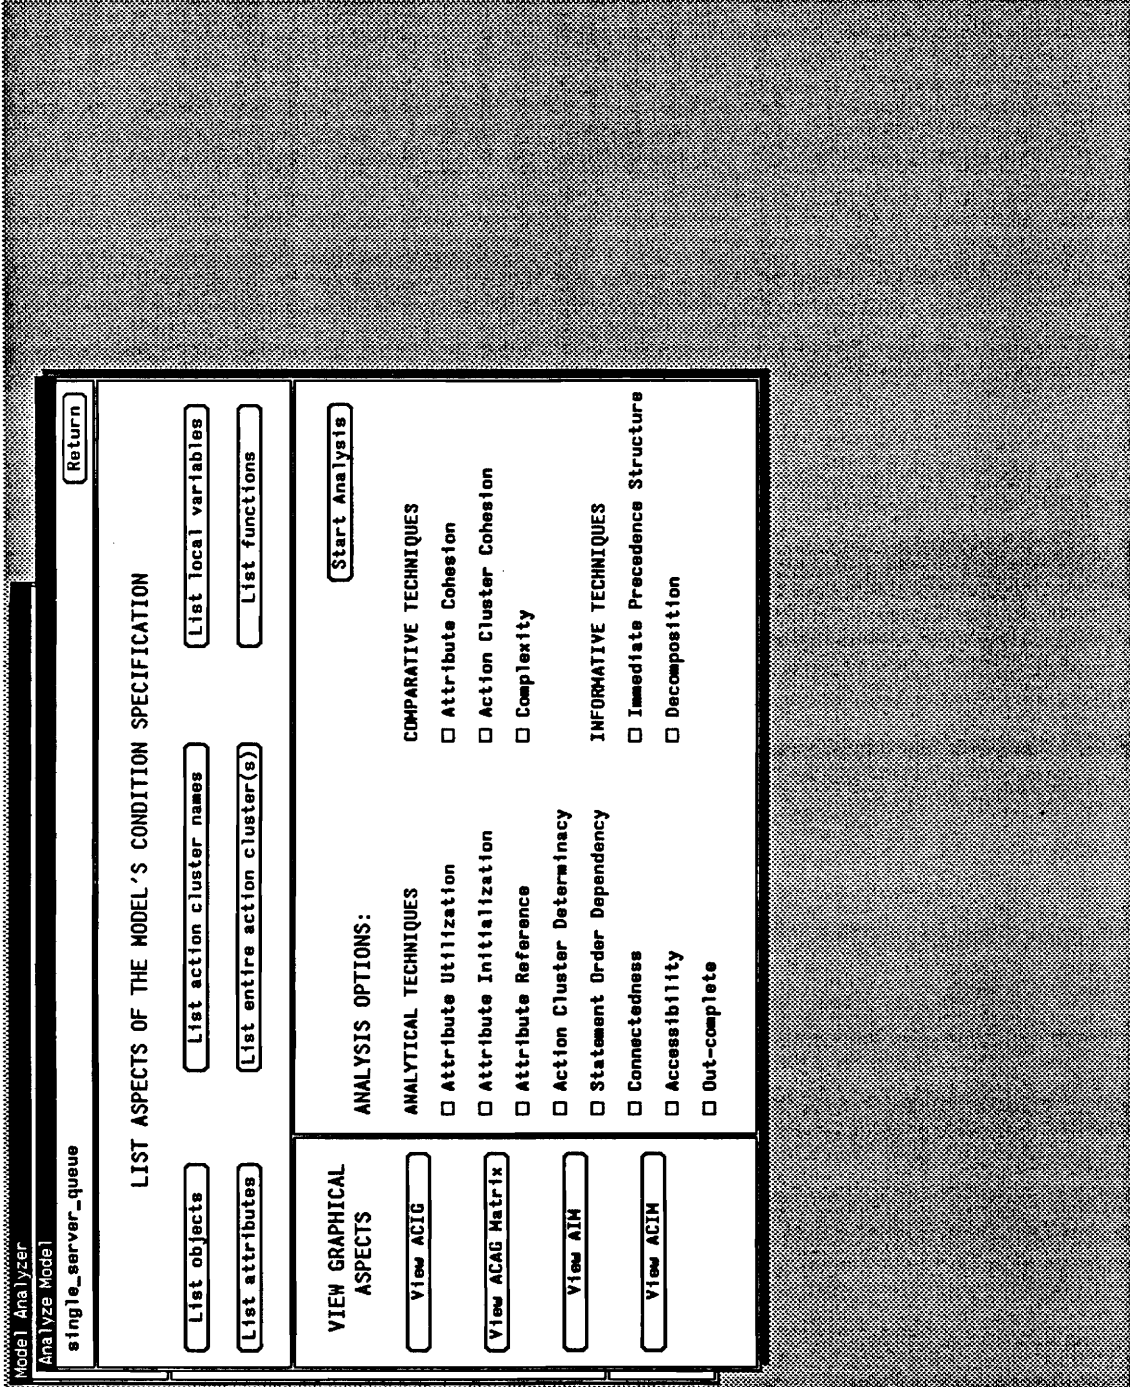 Model Analyzer
Analyze Model
single_server_queue
Return
LIST ASPECTS OF THE MODEL'S CONDITION SPECIFICATION
List objects
List action cluster names
List local variables
List attributes
List entire action cluster(s)
List functions
VIEW GRAPHICAL
ASPECTS
View ACIG
View ACAG Matrix
View AIM
View ACIM
Start Analysis
ANALYSIS OPTIONS:
ANALYTICAL TECHNIQUES
Attribute Utilization
Attribute Initialization
Attribute Reference
Action Cluster Determinacy
Statement Order Dependency
Connectedness
Accessibility
Out-complete
COMPARATIVE TECHNIQUES
Attribute Cohesion
Action Cluster Cohesion
Complexity
INFORMATIVE TECHNIQUES
Immediate Precedence Structure
Decomposition